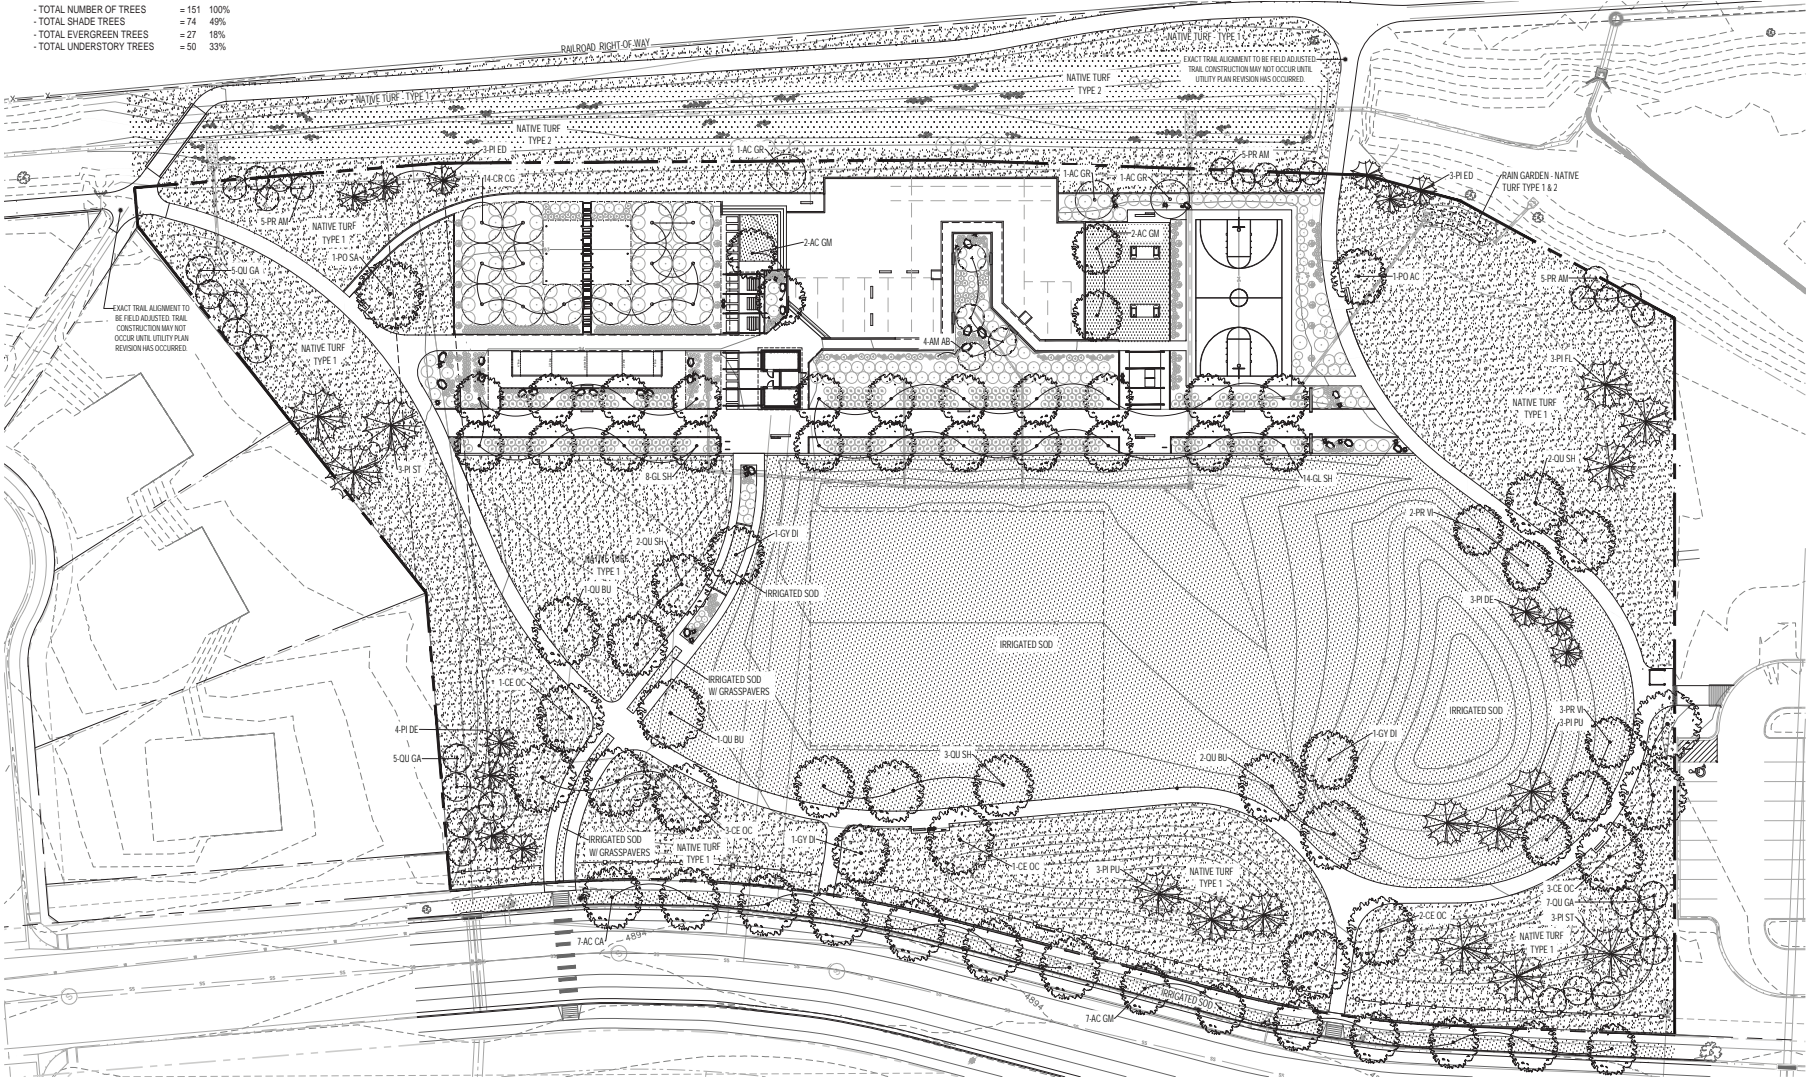 - TOTAL NUMBER OF TREES = 151 100%
- TOTAL SHADE TREES = 74 49%
- TOTAL EVERGREEN TREES = 27 18%
- TOTAL UNDERSTORY TREES = 50 33%
RAILROAD RIGHT-OF-WAY
NATIVE TURF - TYPE 1
EXACT TRAIL ALIGNMENT TO BE FIELD ADJUSTED.
TRAIL CONSTRUCTION MAY NOT OCCUR UNTIL
UTILITY PLAN REVISION HAS OCCURRED.
NATIVE TURF
TYPE 2
NATIVE TURF - TYPE 1
NATIVE TURF
TYPE 2
3-PI ED
1-AC GR
5-PR AM
14-CR CG
1-AC GR
1-AC GR
3-PI ED
RAIN GARDEN - NATIVE
TURF TYPE 1 & 2
5-PR AM
NATIVE TURF
TYPE 1
2-AC GM
2-AC GM
1-PO SA
5-QU GA
1-PO AC
5-PR AM
EXACT TRAIL ALIGNMENT TO
BE FIELD ADJUSTED. TRAIL
CONSTRUCTION MAY NOT
OCCUR UNTIL UTILITY PLAN
REVISION HAS OCCURRED.
NATIVE TURF
TYPE 1
4-AM AB
3-PI FL
NATIVE TURF
TYPE 1
3-PI ST
8-GL SH
14-GL SH
2-QU SH
2-PR VI
2-QU SH
1-GY DI
NATIVE TURF
TYPE 1
1-QU BU
IRRIGATED SOD
3-PI DE
IRRIGATED SOD
IRRIGATED SOD
W/ GRASSPAVERS
1-CE OC
IRRIGATED SOD
3-PR VI
3-PI PU
4-PI DE
1-QU BU
1-GY DI
5-QU GA
3-QU SH
2-QU BU
3-CE OC
IRRIGATED SOD
W/ GRASSPAVERS
NATIVE TURF
TYPE 1
1-GY DI
1-CE OC
3-PI PU
NATIVE TURF
TYPE 1
3-CE OC
7-QU GA
3-PI ST
2-CE OC
NATIVE TURF
TYPE 1
7-AC CA
4894
4894
IRRIGATED SOD
7-AC GM